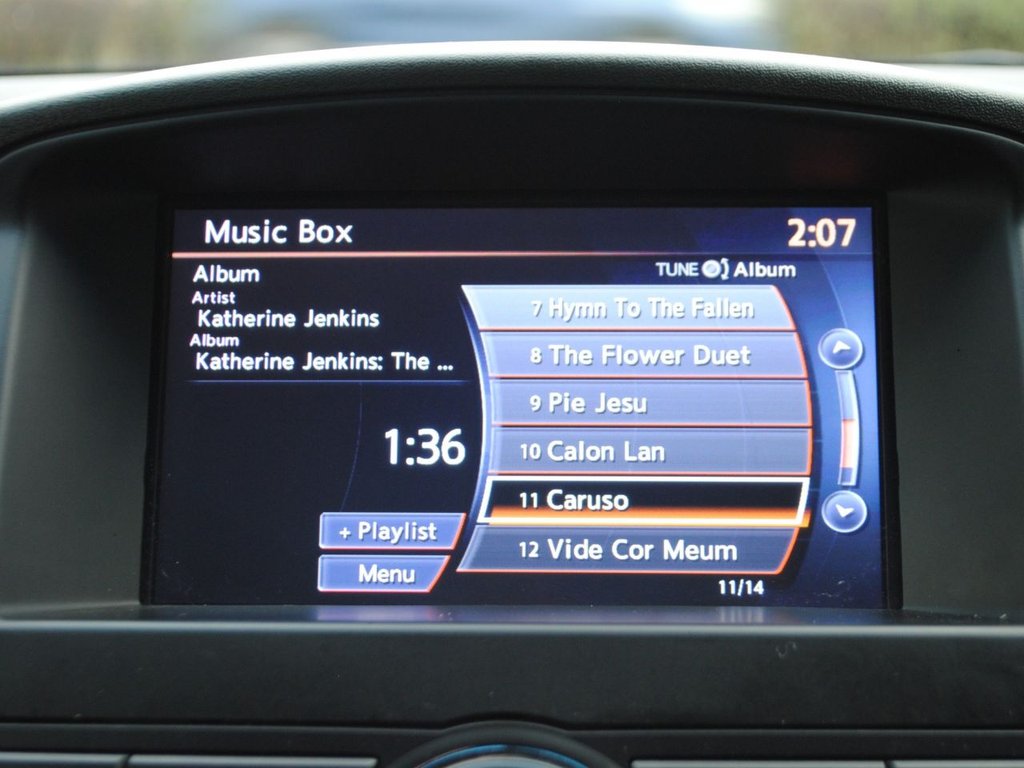 Music Box
2:07
Album
TUNE Album
Artist
Katherine Jenkins
Album
Katherine Jenkins: The ...
1:36
+ Playlist
Menu
7 Hymn To The Fallen
8 The Flower Duet
9 Pie Jesu
10 Calon Lan
11 Caruso
12 Vide Cor Meum
11/14